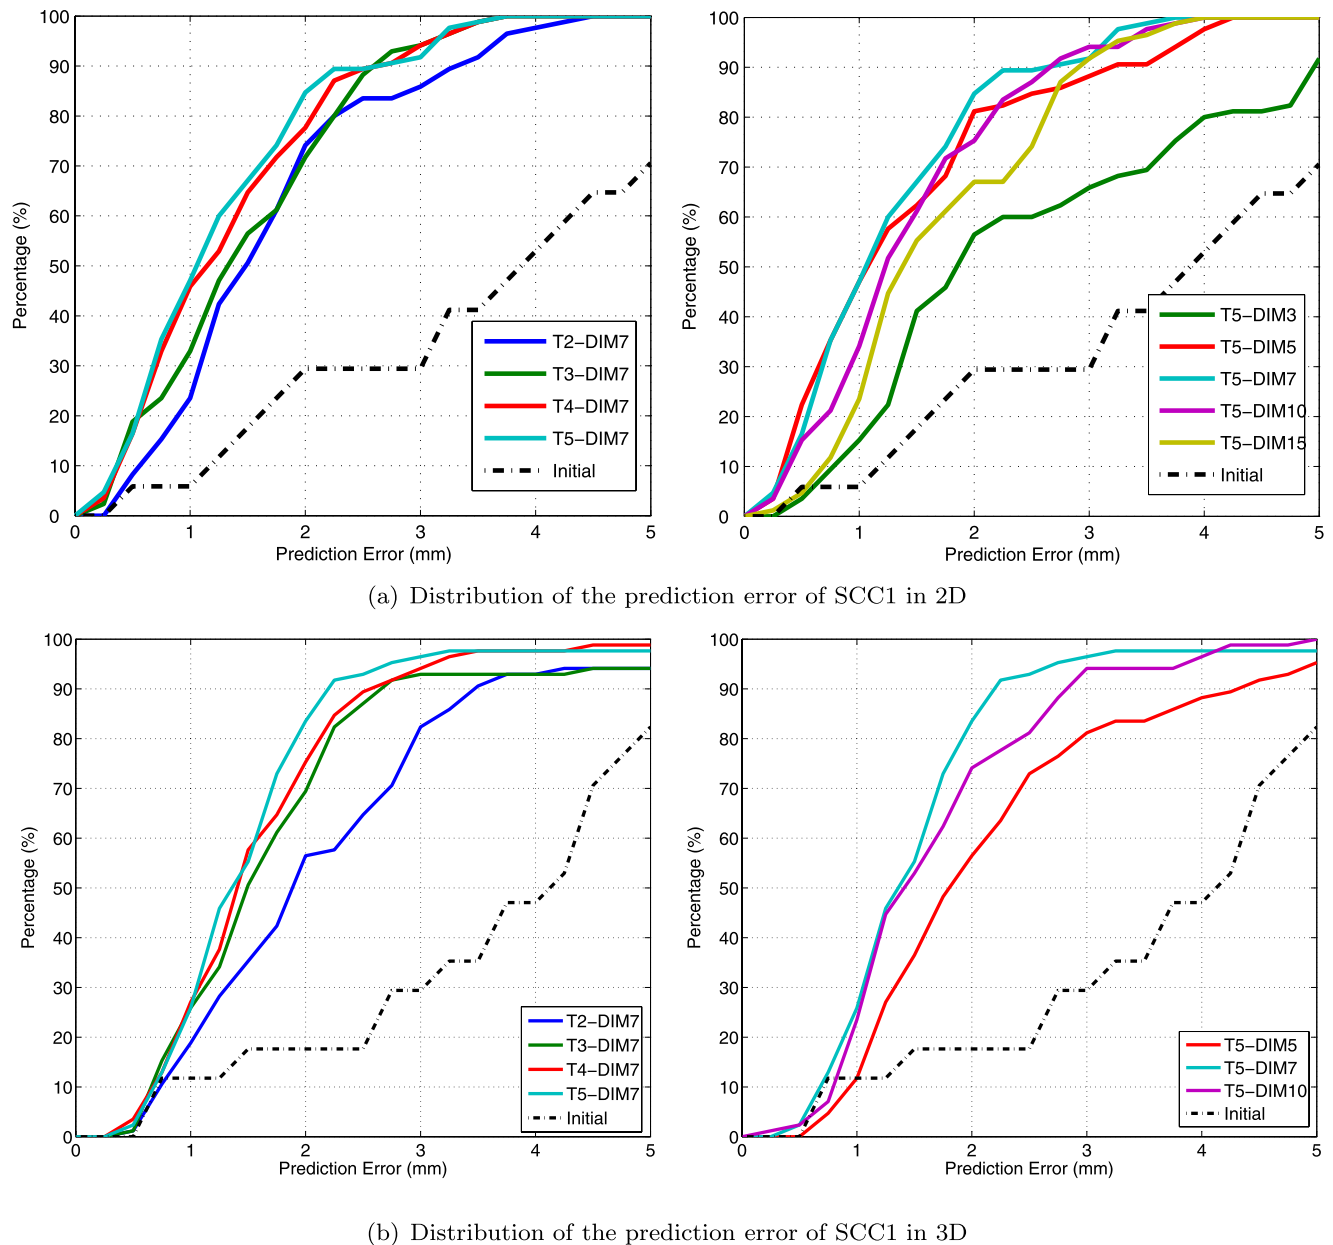 100
90
80
70
60
50
40
30
20
10
0
Percentage (%)
0 1 2 3 4 5
Prediction Error (mm)
T2−DIM7
T3−DIM7
T4−DIM7
T5−DIM7
Initial
100
90
80
70
60
50
40
30
20
10
0
Percentage (%)
0 1 2 3 4 5
Prediction Error (mm)
T5−DIM3
T5−DIM5
T5−DIM7
T5−DIM10
T5−DIM15
Initial
(a) Distribution of the prediction error of SCC1 in 2D
100
90
80
70
60
50
40
30
20
10
0
Percentage (%)
0 1 2 3 4 5
Prediction Error (mm)
T2−DIM7
T3−DIM7
T4−DIM7
T5−DIM7
Initial
100
90
80
70
60
50
40
30
20
10
0
Percentage (%)
0 1 2 3 4 5
Prediction Error (mm)
T5−DIM5
T5−DIM7
T5−DIM10
Initial
(b) Distribution of the prediction error of SCC1 in 3D